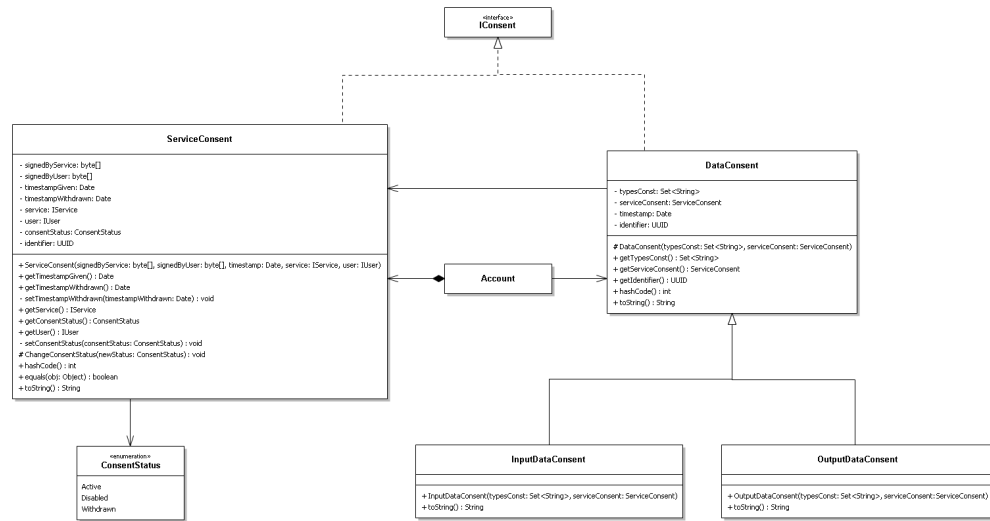 «interface»
IConsent
ServiceConsent
- signedByService: byte[]
- signedByUser: byte[]
- timestampGiven: Date
- timestampWithdrawn: Date
- service: IService
- user: IUser
- consentStatus: ConsentStatus
- identifier: UUID
+ ServiceConsent(signedByService: byte[], signedByUser: byte[], timestamp: Date, service: IService, user: IUser)
+ getTimestampGiven() : Date
+ getTimestampWithdrawn() : Date
- setTimestampWithdrawn(timestampWithdrawn: Date) : void
+ getService() : IService
+ getConsentStatus() : ConsentStatus
+ getUser() : IUser
- setConsentStatus(consentStatus: ConsentStatus) : void
# ChangeConsentStatus(newStatus: ConsentStatus) : void
+ hashCode() : int
+ equals(obj: Object) : boolean
+ toString() : String
DataConsent
- typesConst: Set<String>
- serviceConsent: ServiceConsent
- timestamp: Date
- identifier: UUID
# DataConsent(typesConst: Set<String>, serviceConsent: ServiceConsent)
+ getTypesConst() : Set<String>
+ getServiceConsent() : ServiceConsent
+ getIdentifier() : UUID
+ hashCode() : int
+ toString() : String
Account
«enumeration»
ConsentStatus
Active
Disabled
Withdrawn
InputDataConsent
+ InputDataConsent(typesConst: Set<String>, serviceConsent: ServiceConsent)
+ toString() : String
OutputDataConsent
+ OutputDataConsent(typesConst: Set<String>, serviceConsent:ServiceConsent)
+ toString() : String